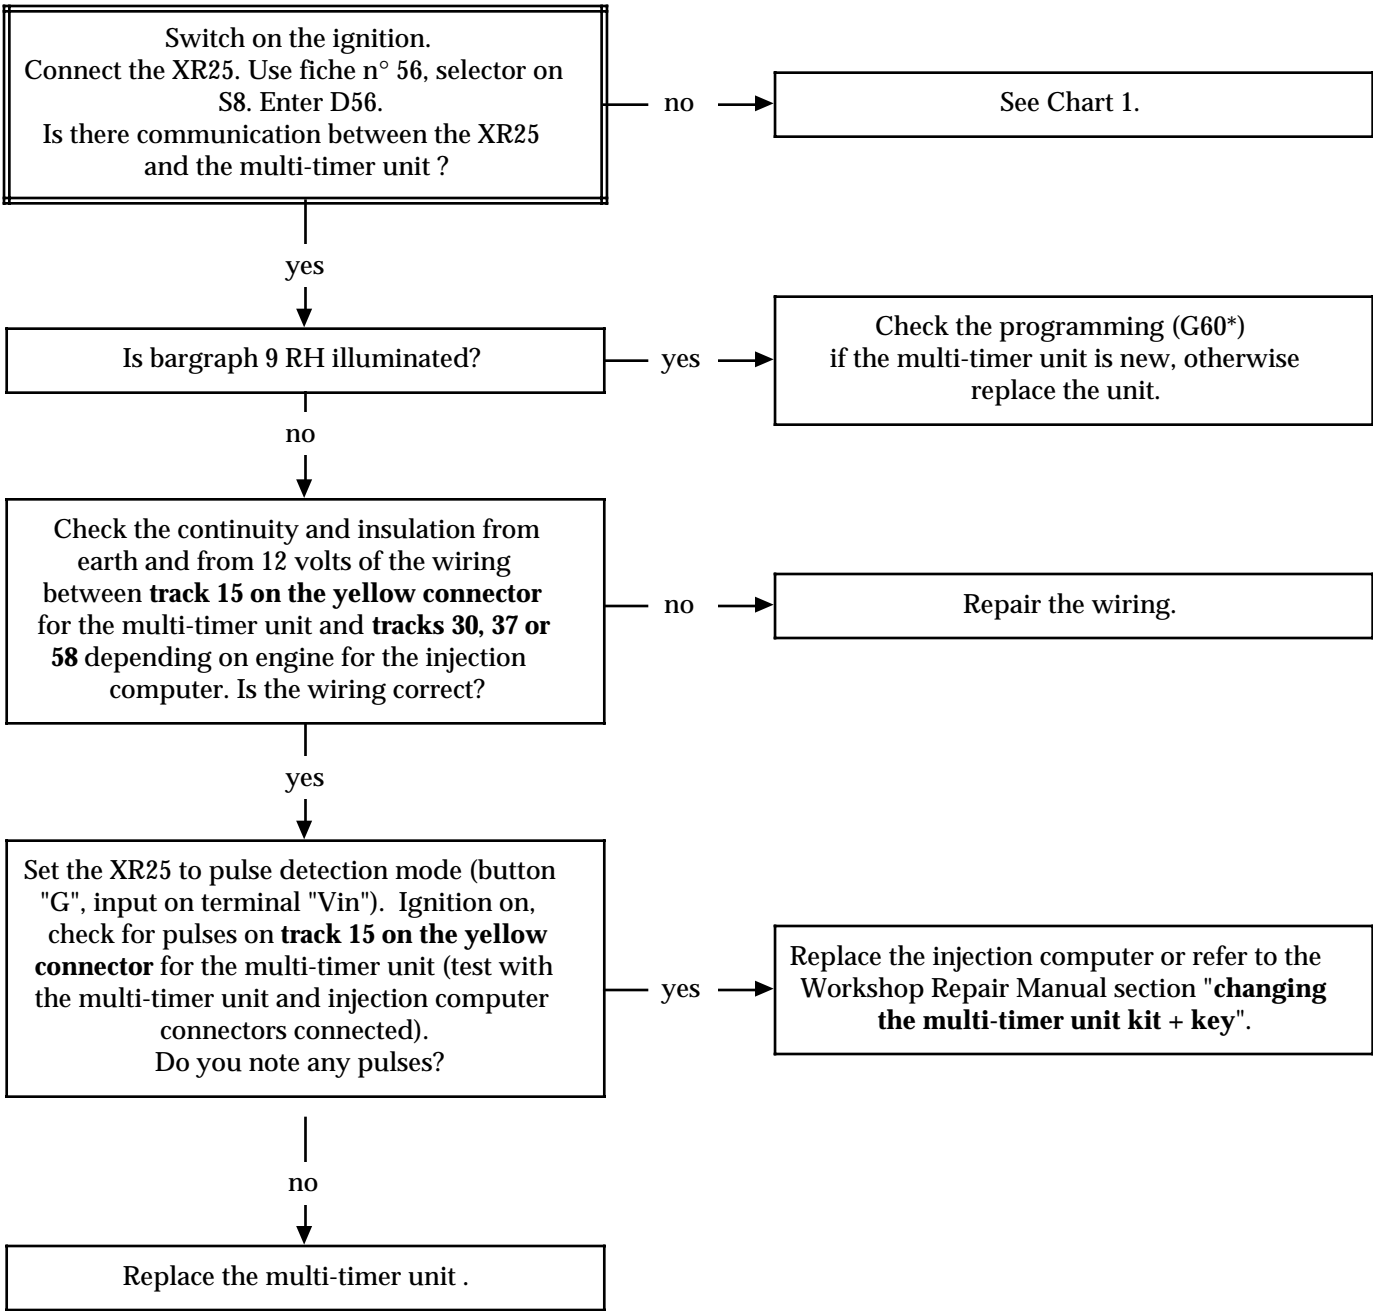 Switch on the ignition.
Connect the XR25. Use fiche n° 56, selector on
S8. Enter D56.
Is there communication between the XR25
and the multi-timer unit ?
no
See Chart 1.
yes
Is bargraph 9 RH illuminated?
yes
Check the programming (G60*)
if the multi-timer unit is new, otherwise
replace the unit.
no
Check the continuity and insulation from
earth and from 12 volts of the wiring
between track 15 on the yellow connector
for the multi-timer unit and tracks 30, 37 or
58 depending on engine for the injection
computer. Is the wiring correct?
no
Repair the wiring.
yes
Set the XR25 to pulse detection mode (button
"G", input on terminal "Vin").  Ignition on,
check for pulses on track 15 on the yellow
connector for the multi-timer unit (test with
the multi-timer unit and injection computer
connectors connected).
Do you note any pulses?
yes
Replace the injection computer or refer to the
Workshop Repair Manual section "changing
the multi-timer unit kit + key".
no
Replace the multi-timer unit .